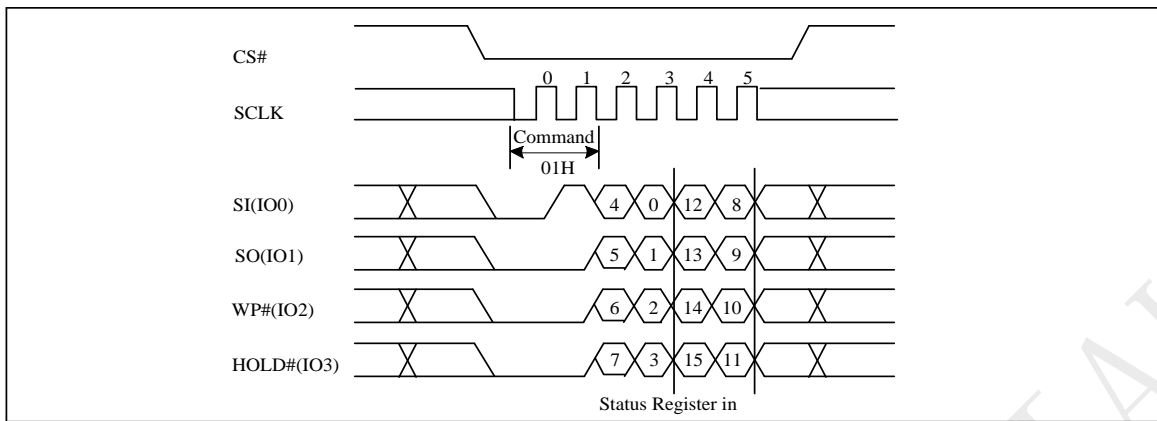 CS#
0 1 2 3 4 5
SCLK
Command
01H
SI(IO0) 4 0 12 8
SO(IO1) 5 1 13 9
WP#(IO2) 6 2 14 10
HOLD#(IO3) 7 3 15 11
Status Register in